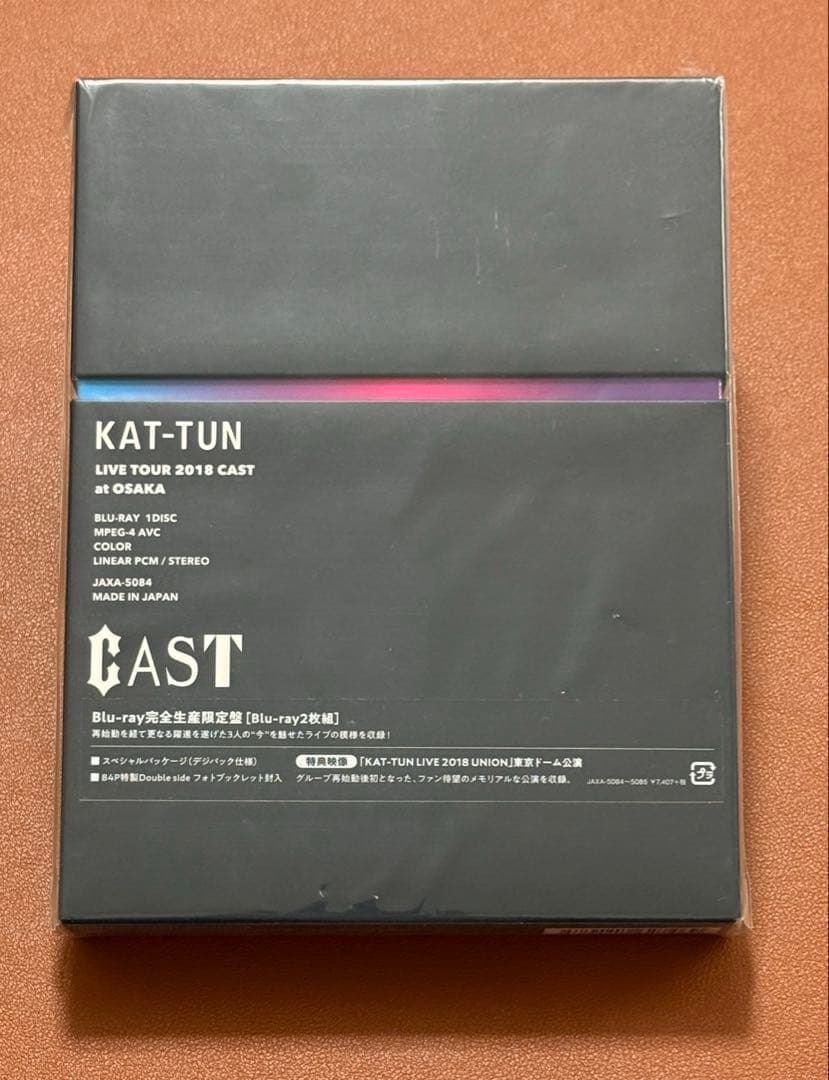 KAT-TUN
LIVE TOUR 2018 CAST
at OSAKA
BLU-RAY 1DISC
MPEG-4 AVC
COLOR
LINEAR PCM / STEREO
JAXA-5084
MADE IN JAPAN
CAST
Blu-ray完全生産限定盤[Blu-ray2枚組]
再始動を経て更なる躍進を遂げた3人の"今"を魅せたライブの模様を収録!
■スペシャルパッケージ(デジパック仕様)
■84P特製Double side フォトブックレット封入
特典映像 「KAT-TUN LIVE 2018 UNION」東京ドーム公演
グループ再始動後初となった、ファン待望のメモリアルな公演を収録。
JAXA-5084~5085 ¥7,407+税
プラ